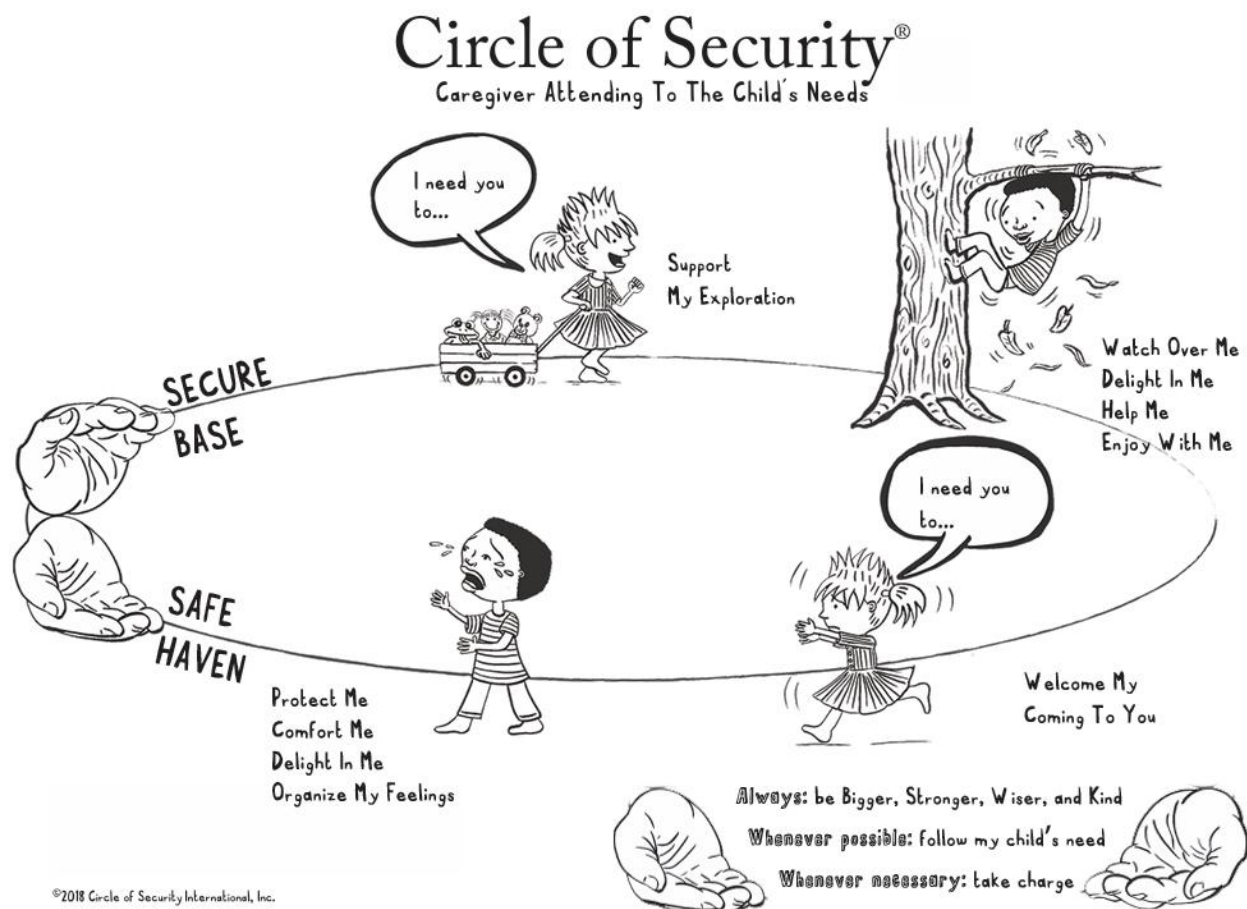 Circle of Security®
Caregiver Attending To The Child's Needs
I need you
to...
Support
My Exploration
Watch Over Me
Delight In Me
Help Me
Enjoy With Me
SECURE
BASE
I need you
to...
SAFE
HAVEN
Welcome My
Coming To You
Protect Me
Comfort Me
Delight In Me
Organize My Feelings
Always: be Bigger, Stronger, Wiser, and Kind
Whenever possible: follow my child's need
Whenever necessary: take charge
©2018 Circle of Security International, Inc.